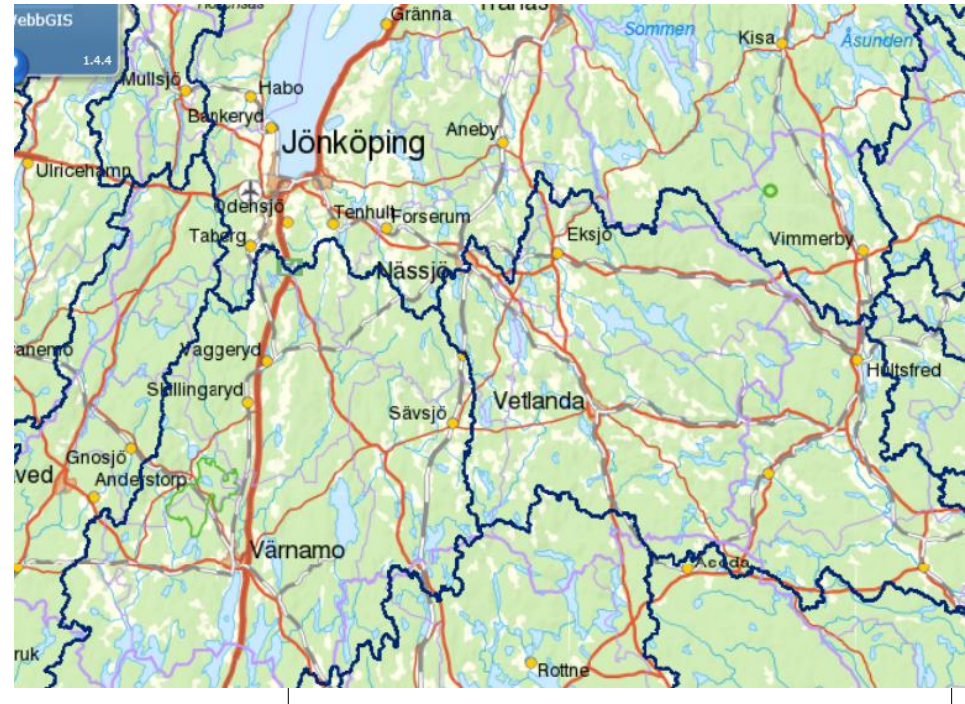 ebbGIS
1.4.4
Gränna
Sommen
Kisa
Åsunden
Mullsjö
Habo
Bankeryd
Jönköping
Aneby
Ulricehamn
Odensjö
Tenhult
Forserum
Taberg
Eksjö
Vimmerby
Nässjö
Vaggeryd
Hultsfred
Skillingaryd
Sävsjö
Vetlanda
Gnosjö
Anderstorp
Värnamo
Rottne